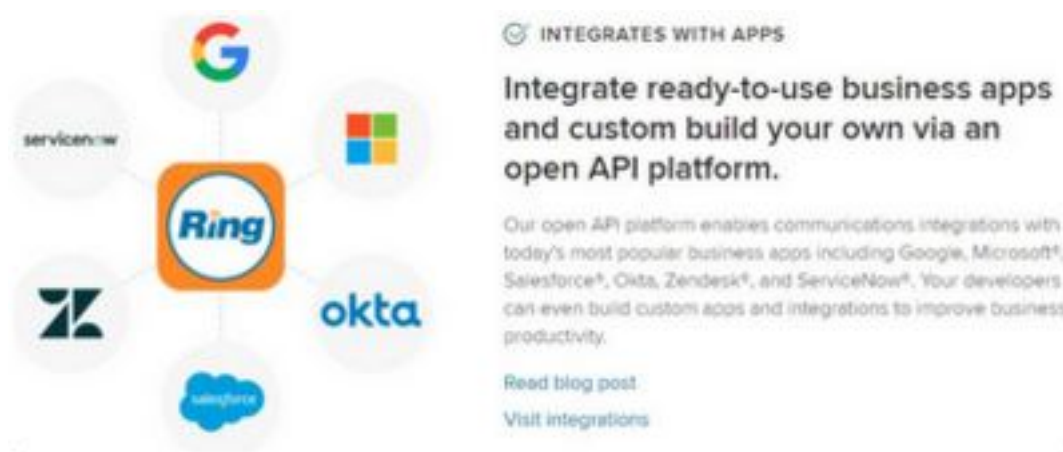 INTEGRATES WITH APPS
Integrate ready-to-use business apps
and custom build your own via an
open API platform.
Our open API platform enables communications integrations with
today's most popular business apps including Google, Microsoft®,
Salesforce®, Okta, Zendesk®, and ServiceNow®. Your developers
can even build custom apps and integrations to improve business
productivity.
Read blog post
Visit integrations
G
servicenow
Ring
okta
salesforce